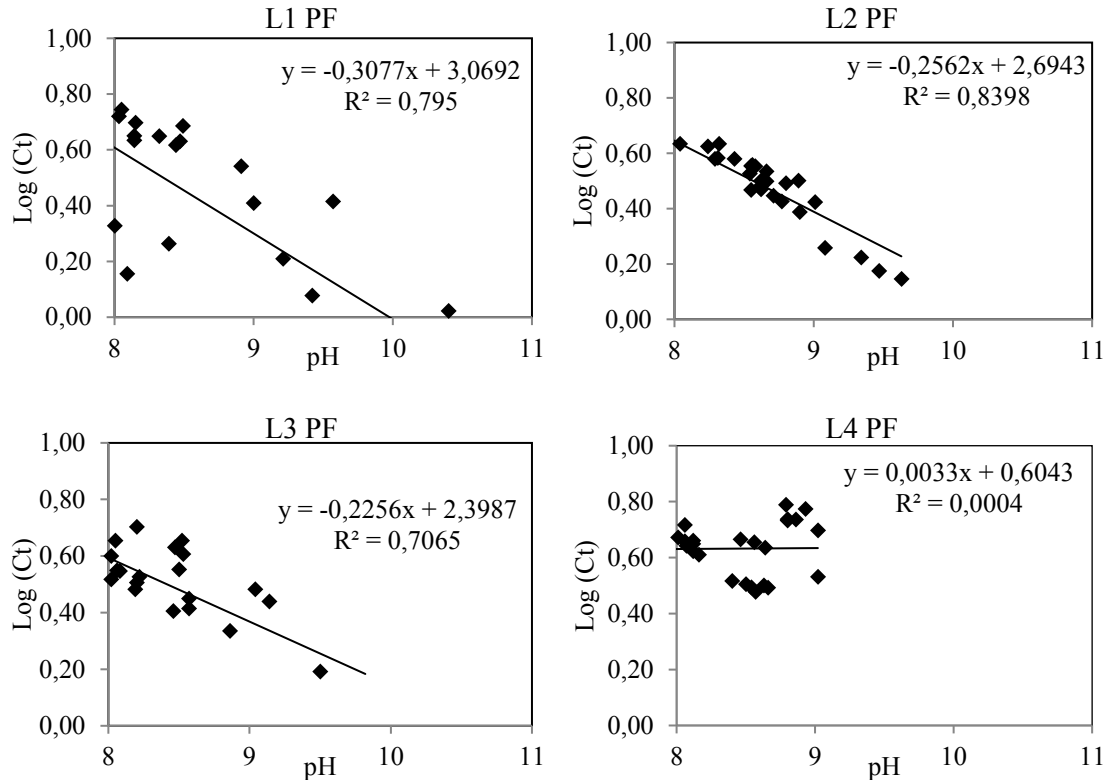 L1 PF
1,00
0,80
0,60
0,40
0,20
0,00
Log (Ct)
y = -0,3077x + 3,0692
R² = 0,795
8
9
10
11
pH
L2 PF
1,00
0,80
0,60
0,40
0,20
0,00
Log (Ct)
y = -0,2562x + 2,6943
R² = 0,8398
8
9
10
11
pH
L3 PF
1,00
0,80
0,60
0,40
0,20
0,00
Log (Ct)
y = -0,2256x + 2,3987
R² = 0,7065
8
9
10
11
pH
L4 PF
1,00
0,80
0,60
0,40
0,20
0,00
Log (Ct)
y = 0,0033x + 0,6043
R² = 0,0004
8
9
10
11
pH